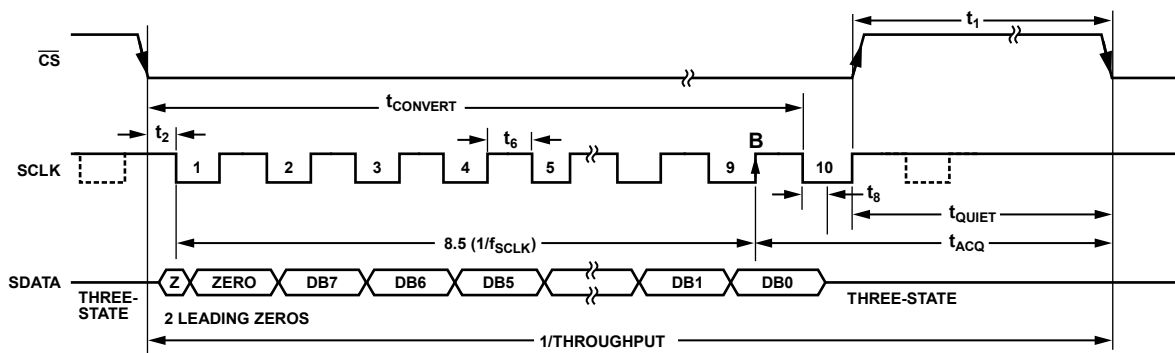 t1
CS
tCONVERT
t2
t6
B
SCLK
1
2
3
4
5
9
10
t8
tQUIET
8.5 (1/fSCLK)
tACQ
SDATA
Z
ZERO
DB7
DB6
DB5
DB1
DB0
THREE-
STATE
THREE-STATE
2 LEADING ZEROS
1/THROUGHPUT